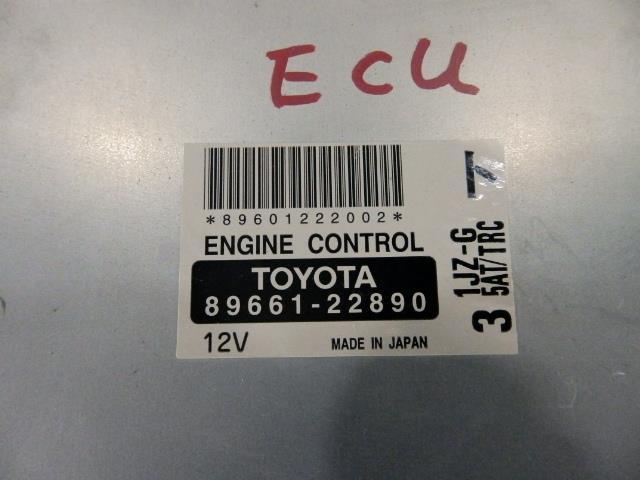 ECU
*89601222002*
ENGINE CONTROL
TOYOTA
89661-22890
12V
MADE IN JAPAN
1JZ-G
5AT/TRC
3